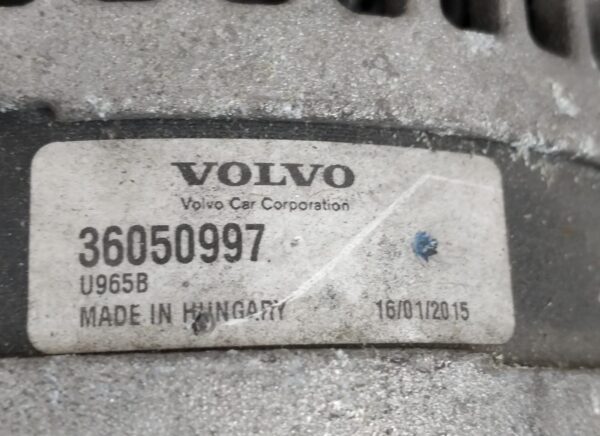 VOLVO
Volvo Car Corporation
36050997
U965B
MADE IN HUNGARY 16/01/2015